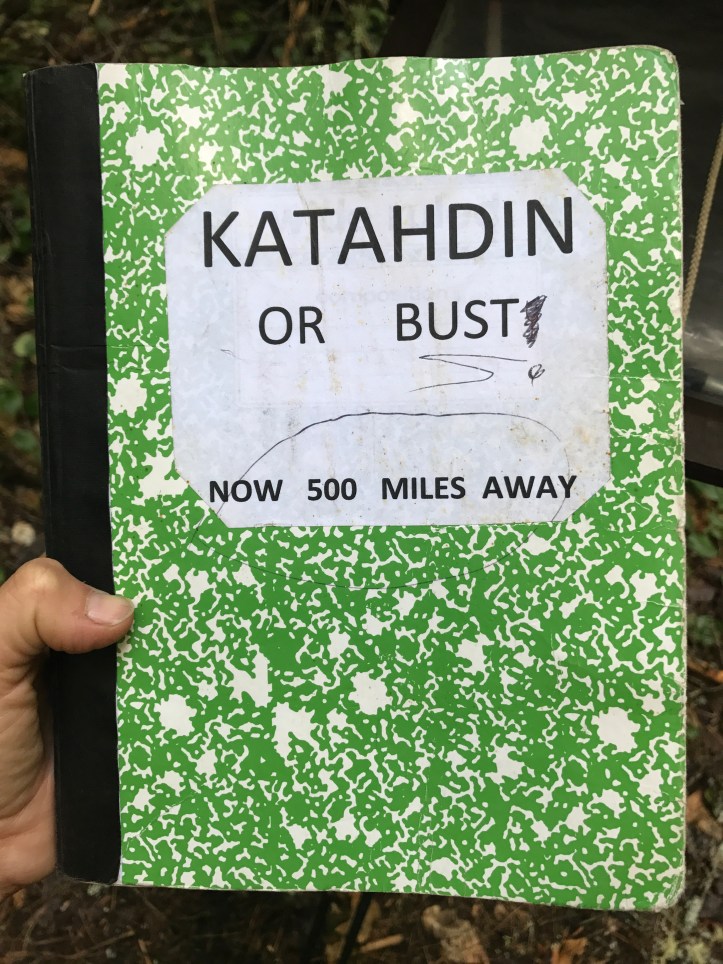 KATAHDIN
OR BUST!
NOW 500 MILES AWAY